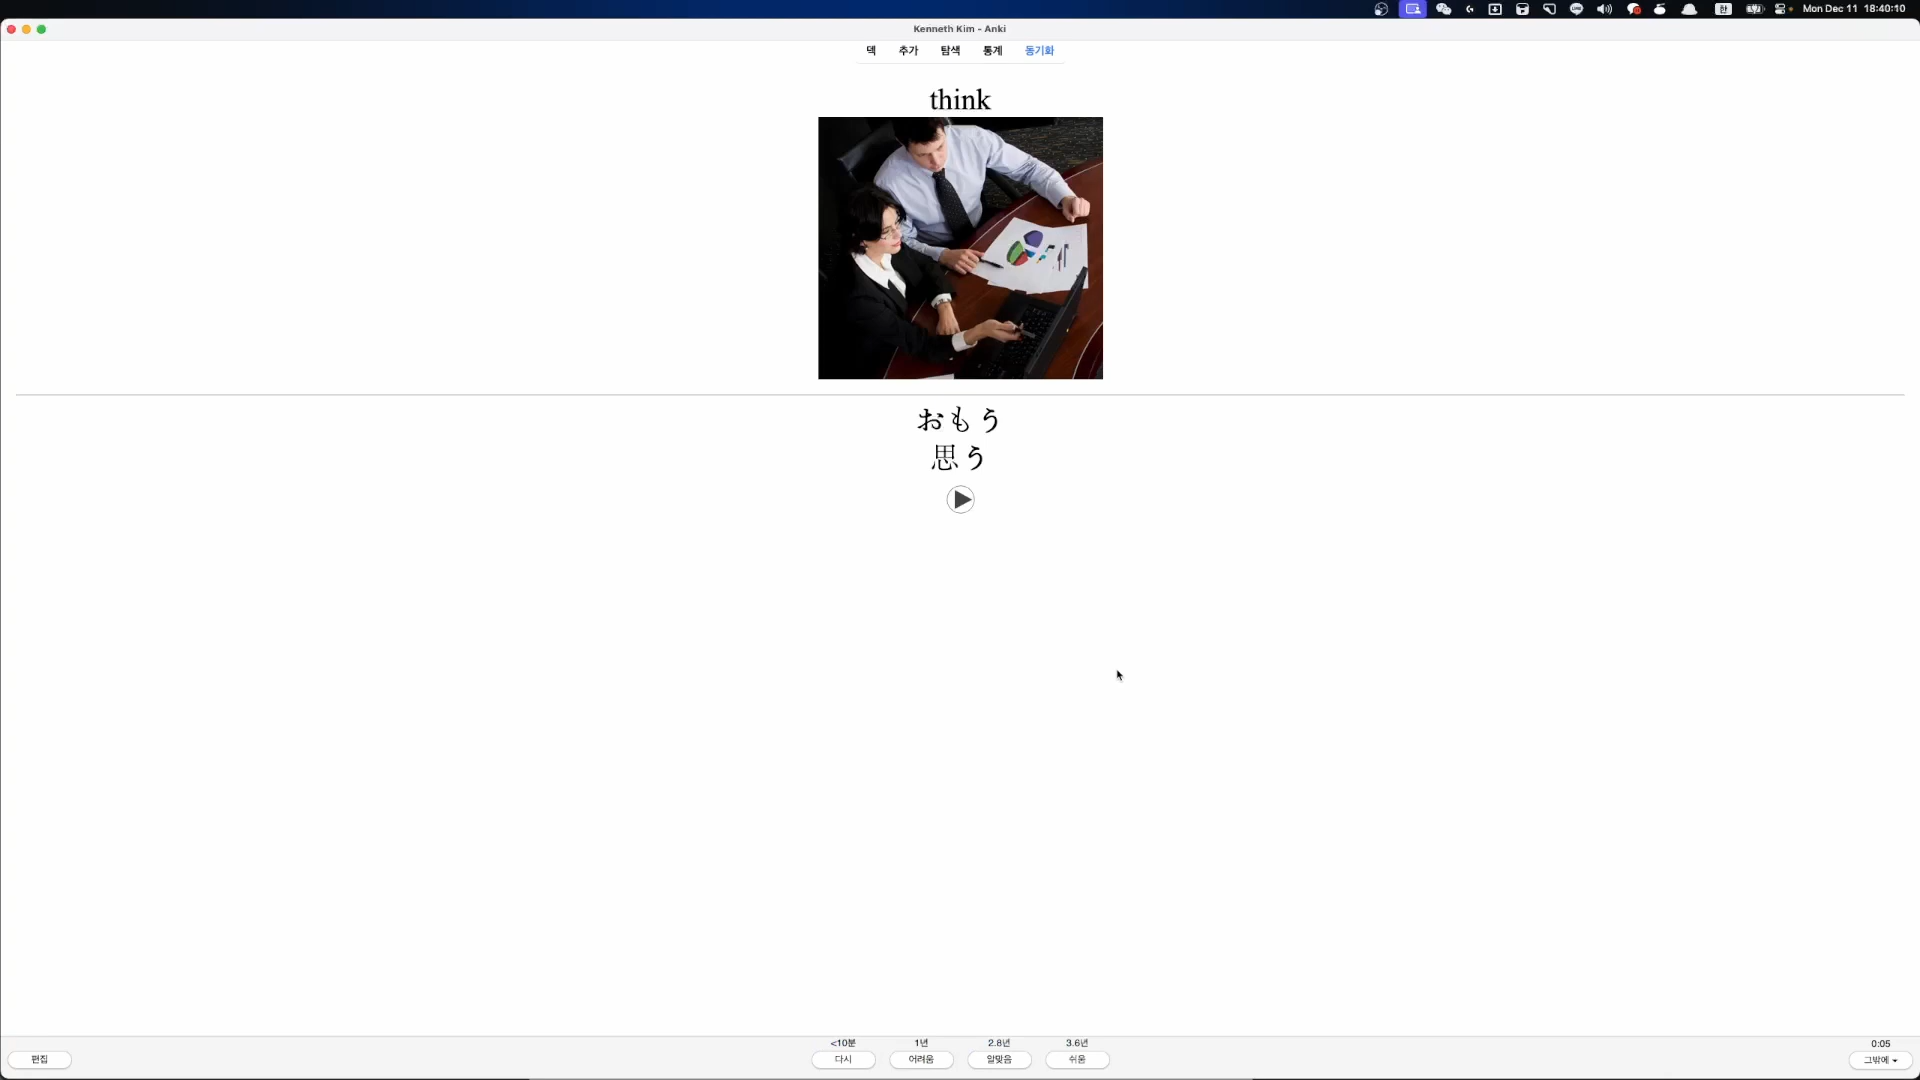 Mon Dec 11 18:40:10
Kenneth Kim - Anki
덱 추가 탐색 통계 동기화
think
おもう
思う
<10분 1년 2.8년 3.6년 0:05
편집 다시 어려움 알맞음 쉬움 그밖에